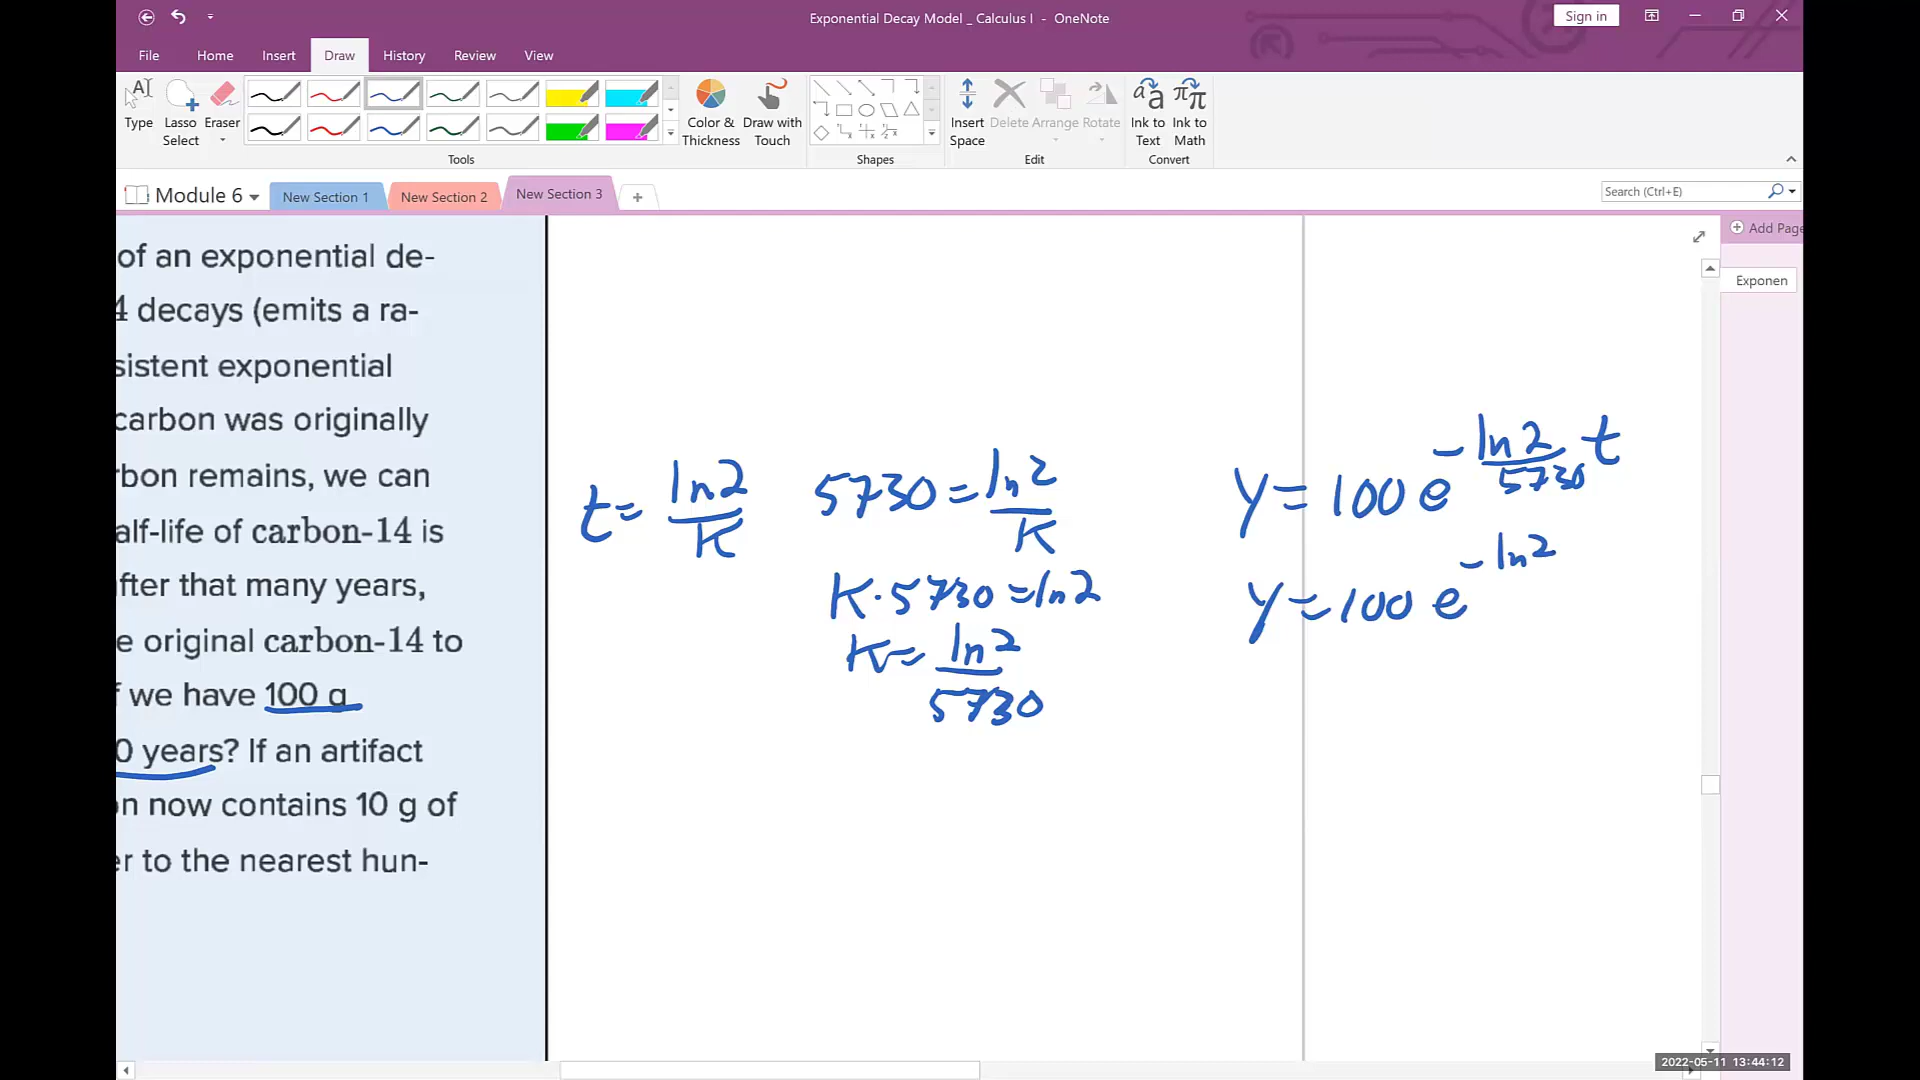 Exponential Decay Model _ Calculus I - OneNote
Sign in
File Home Insert Draw History Review View
Type
Lasso Select
Eraser
Color & Thickness
Draw with Touch
Insert Space
Delete
Arrange
Rotate
Ink to Text
Ink to Math
Tools
Shapes
Edit
Convert
Module 6
New Section 1
New Section 2
New Section 3
Search (Ctrl+E)
Add Page
Exponen
of an exponential de-
4 decays (emits a ra-
sistent exponential
carbon was originally
rbon remains, we can
alf-life of carbon-14 is
fter that many years,
e original carbon-14 to
f we have 100 g
0 years? If an artifact
on now contains 10 g of
er to the nearest hun-
t = ln2/K
5730 = ln2/K
K·5730 = ln2
K = ln2/5730
y = 100 e^(-ln2/5730 t)
y = 100 e^(-ln2)
2022-05-11 13:44:12